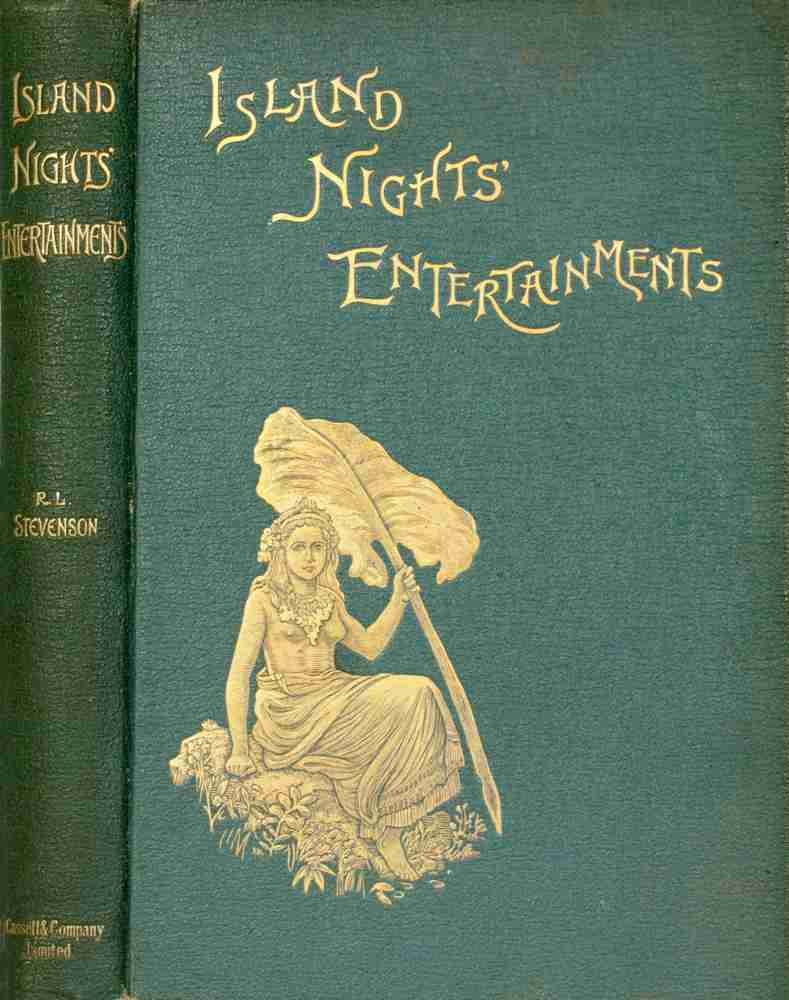 ISLAND
NIGHTS'
ENTERTAINMENTS
R. L.
STEVENSON
Cassell & Company
Limited
ISLAND
NIGHTS'
ENTERTAINMENTS